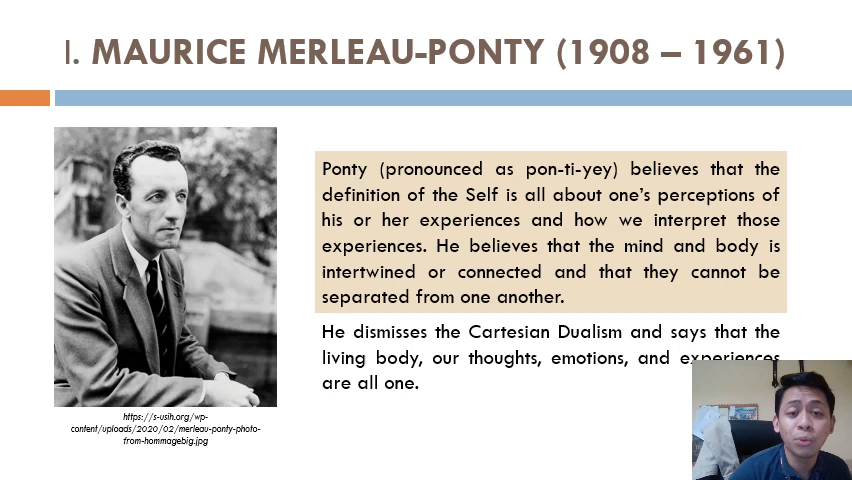 I. MAURICE MERLEAU-PONTY (1908 – 1961)
Ponty (pronounced as pon-ti-yey) believes that the
definition of the Self is all about one's perceptions of
his or her experiences and how we interpret those
experiences. He believes that the mind and body is
intertwined or connected and that they cannot be
separated from one another.
He dismisses the Cartesian Dualism and says that the
living body, our thoughts, emotions, and experiences
are all one.
https://s-usih.org/wp-
content/uploads/2020/02/merleau-ponty-photo-
from-hommagebig.jpg